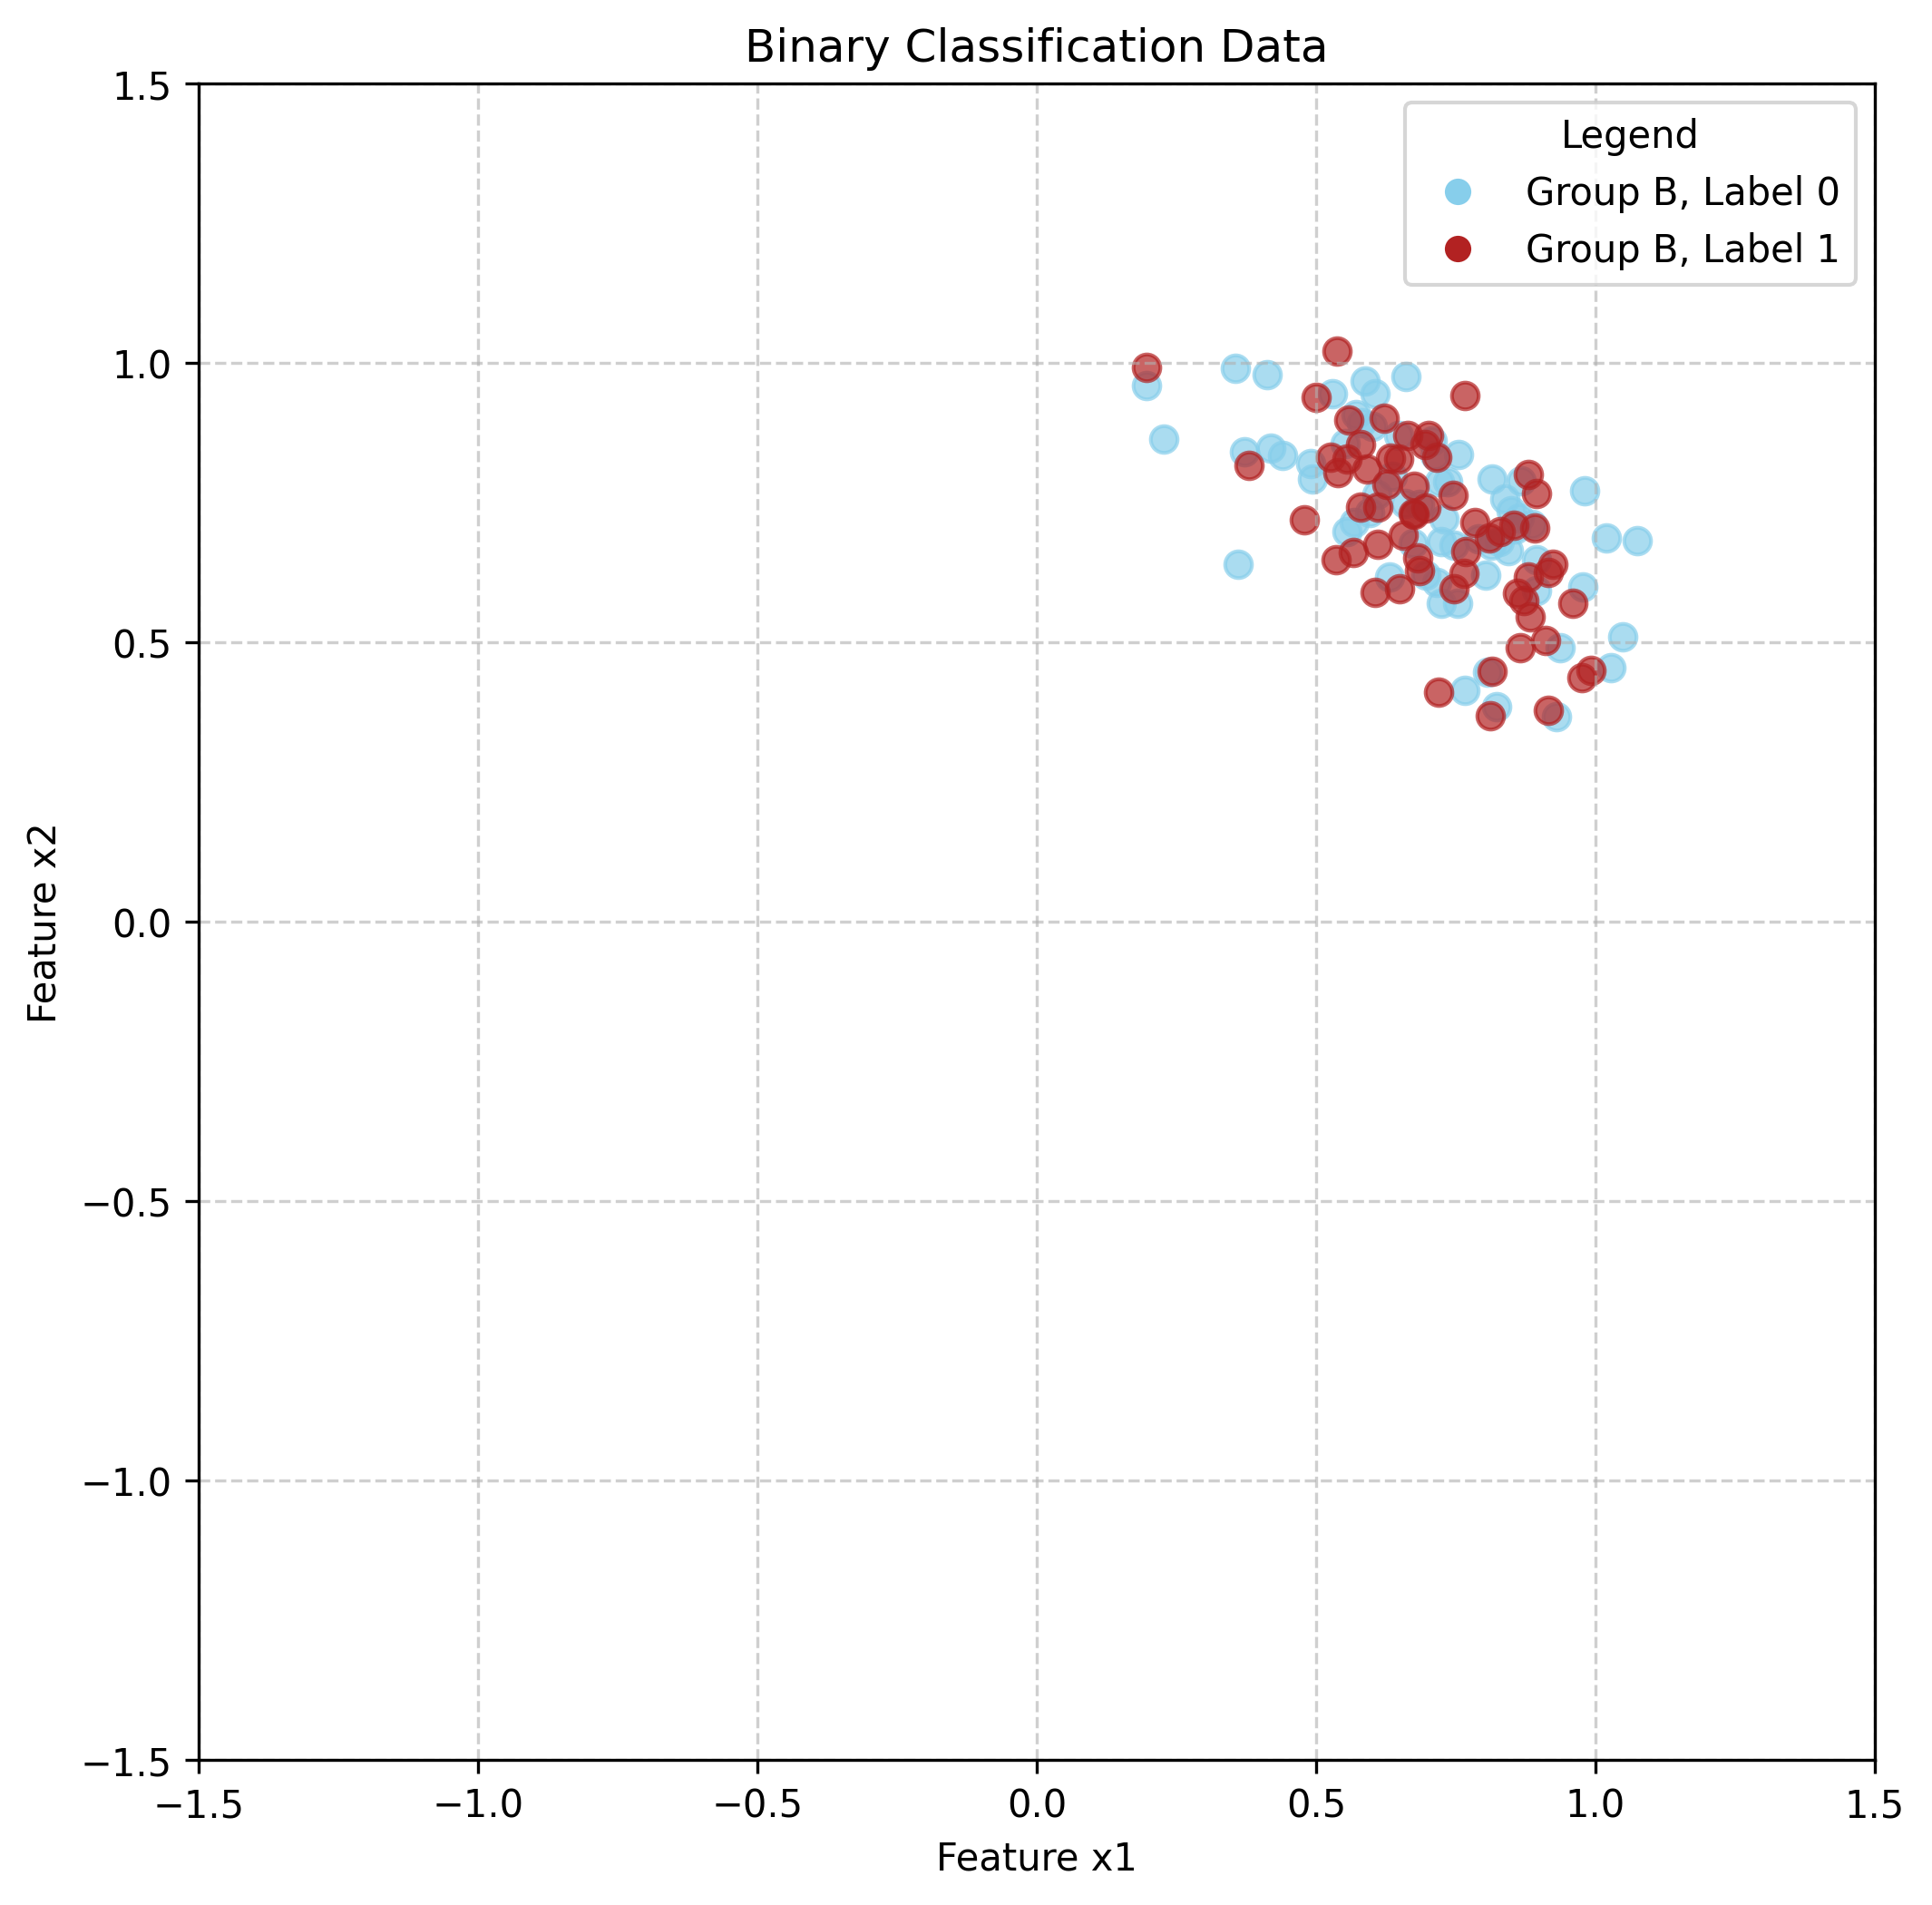 Binary Classification Data
Legend
Group B, Label 0
Group B, Label 1
1.5
1.0
0.5
0.0
−0.5
−1.0
−1.5
Feature x2
−1.5 −1.0 −0.5 0.0 0.5 1.0 1.5
Feature x1